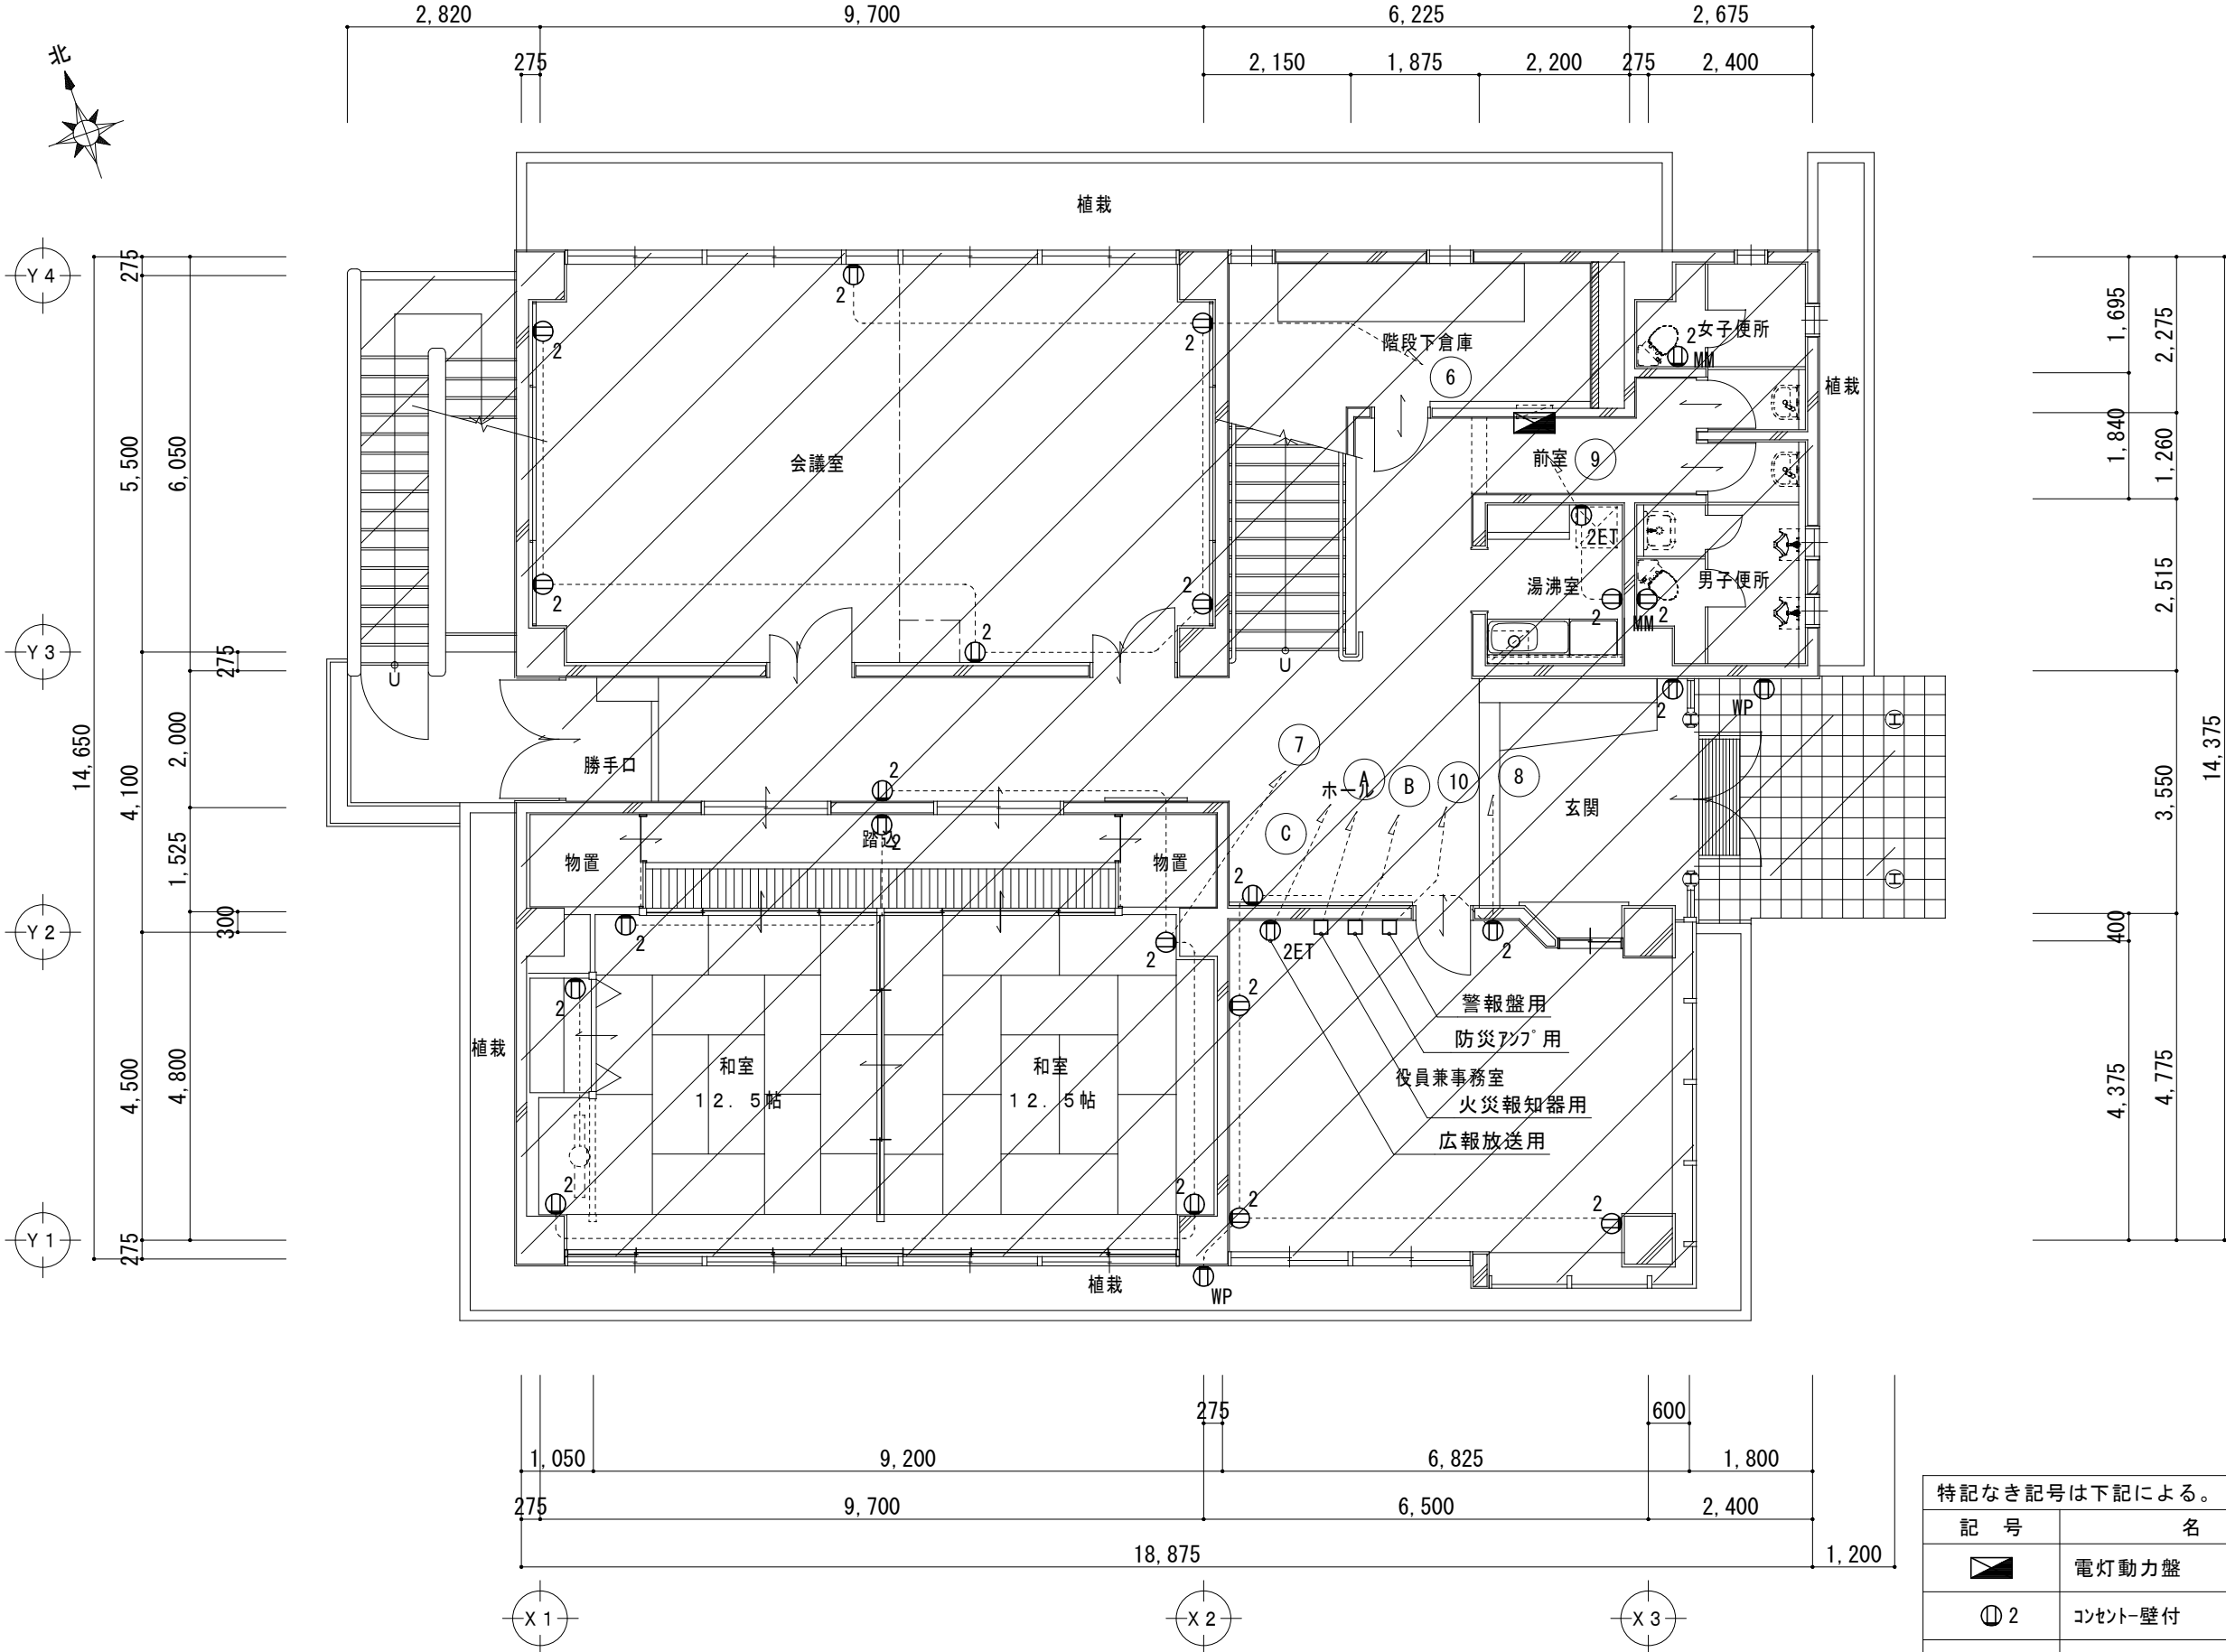 2,820
9,700
6,225
2,675
275
2,150
1,875
2,200
275
2,400
北
植栽
Y4
275
2
2
2
階段下倉庫
6
2
女子便所
MM
植栽
1,695
2,275
5,500
6,050
会議室
前室
9
1,840
1,260
2ET
湯沸室
男子便所
2
2
2
2
MM
2,515
2
Y3
275
U
U
2
WP
14,650
4,100
2,000
勝手口
2
7
ホール
A
B
10
8
玄関
3,550
14,375
1,525
物置
踏込
2
物置
C
2
Y2
300
2
2
2ET
2
400
2
2
警報盤用
防災アンプ用
植栽
4,500
4,800
和室
12.5帖
和室
12.5帖
役員兼事務室
火災報知器用
広報放送用
4,375
4,775
2
2
2
2
Y1
275
植栽
WP
275
600
1,050
9,200
6,825
1,800
275
9,700
6,500
2,400
18,875
1,200
X1
X2
X3
特記なき記号は下記による。
記 号
名
電灯動力盤
2
コンセント-壁付